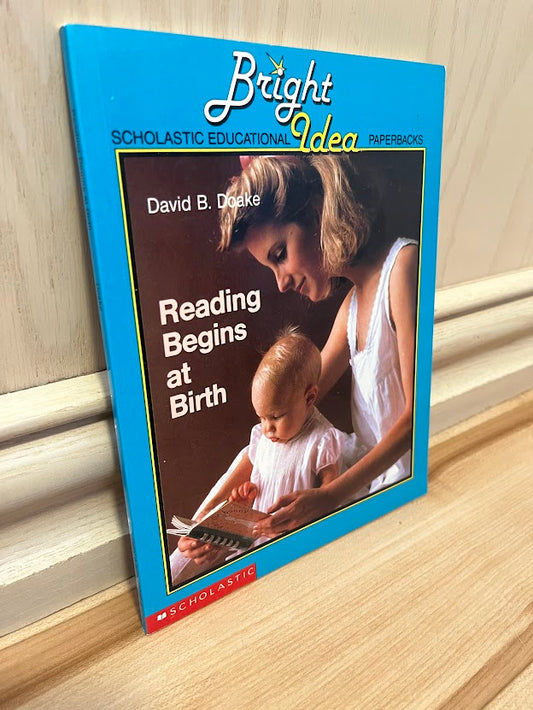 Bright
Idea
SCHOLASTIC EDUCATIONAL PAPERBACKS
David B. Doake
Reading
Begins
at
Birth
SCHOLASTIC